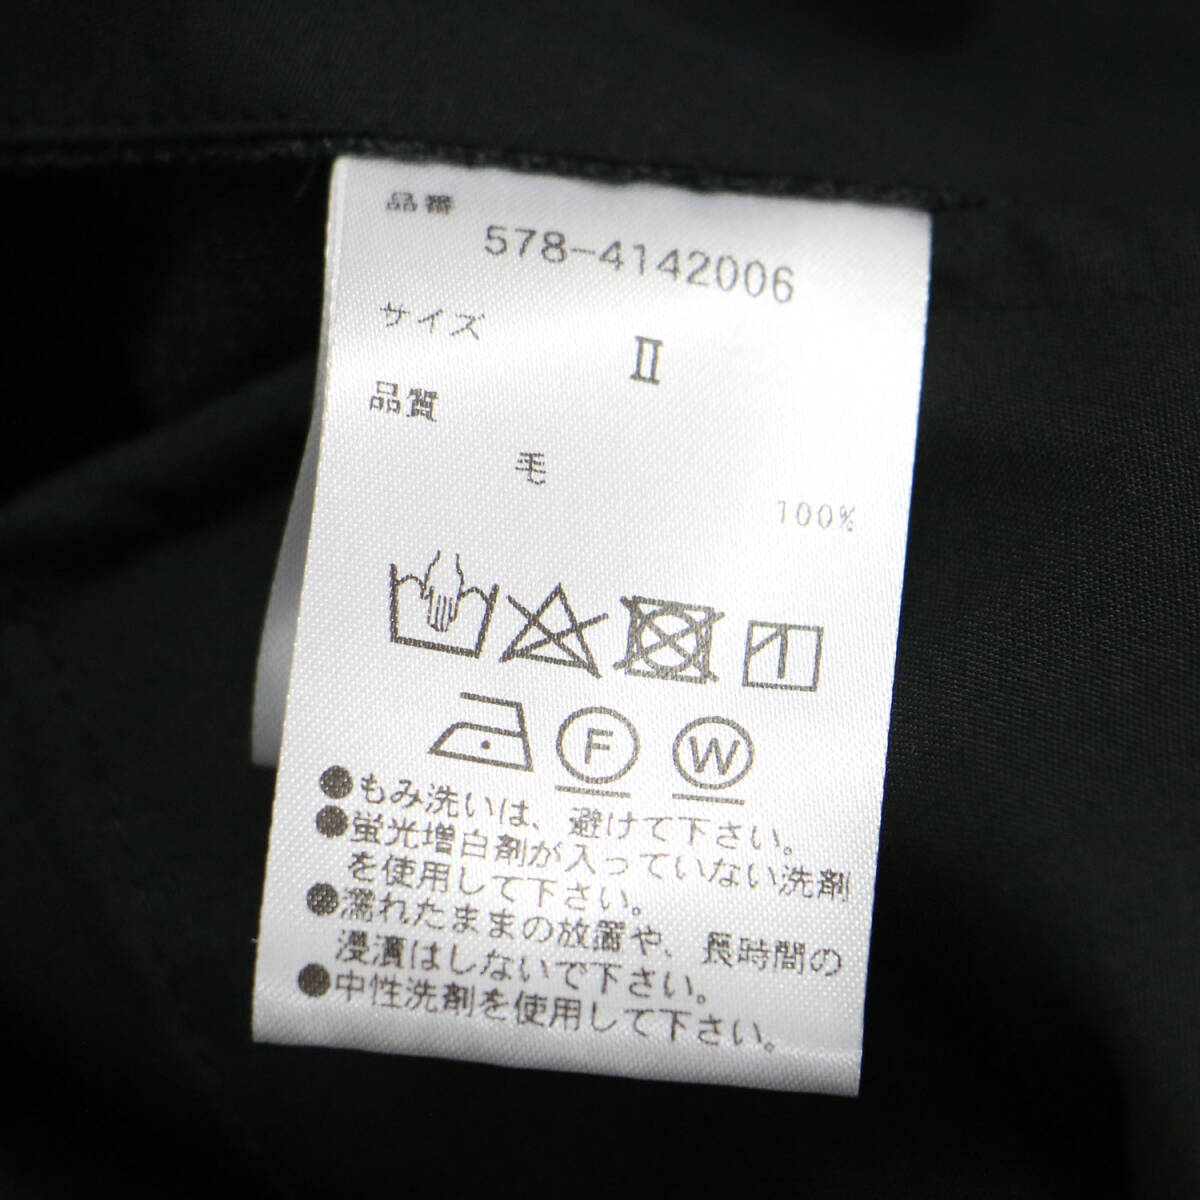 品番
578-4142006
サイズ
Ⅱ
品質
毛
100%
F W
●もみ洗いは、避けて下さい。
●蛍光増白剤が入っていない洗剤
を使用して下さい。
●濡れたままの放置や、長時間の
浸漬はしないで下さい。
●中性洗剤を使用して下さい。